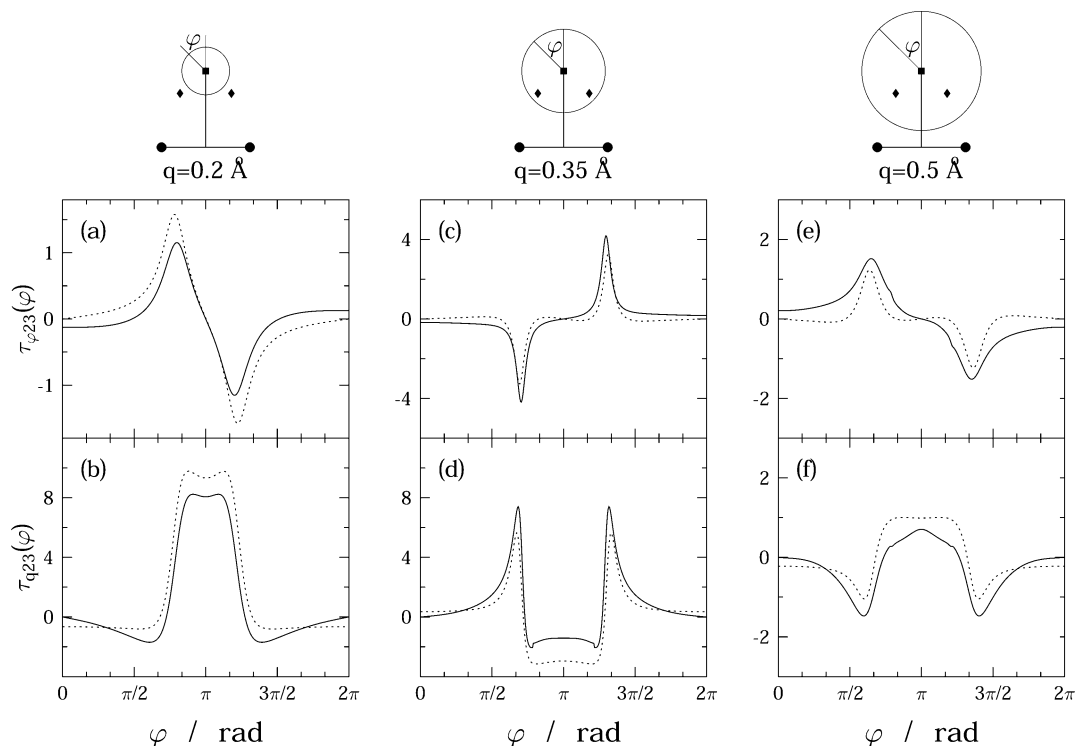 φ φ φ
q=0.2 Å q=0.35 Å q=0.5 Å
(a) (c) (e)
τφ23(φ)
1 0 -1
4 0 -4
2 0 -2
(b) (d) (f)
τq23(φ)
8 4 0
8 4 0
2 0 -2
0 π/2 π 3π/2 2π 0 π/2 π 3π/2 2π 0 π/2 π 3π/2 2π
φ / rad φ / rad φ / rad